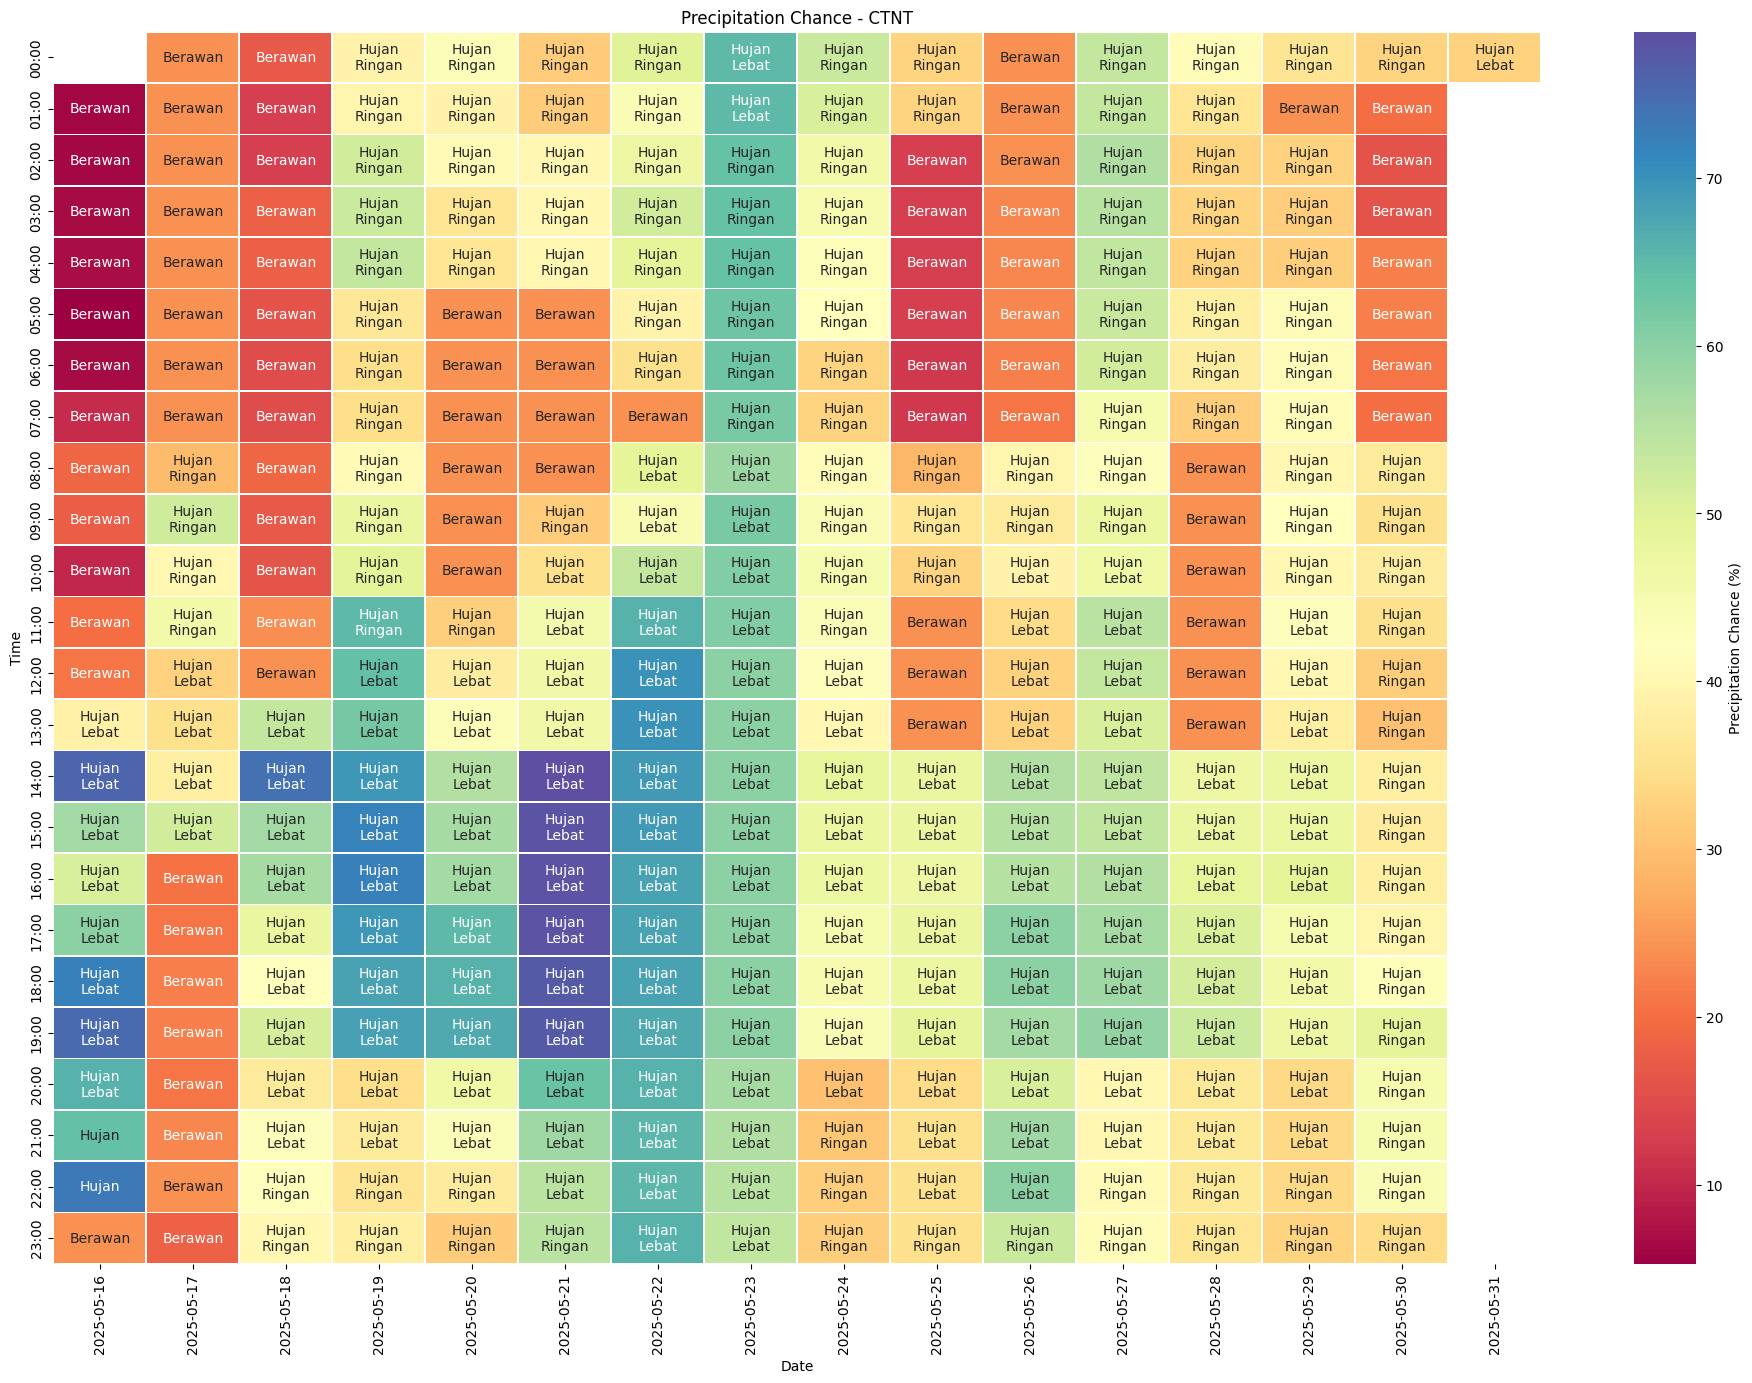 Precipitation Chance - CTNT
00:00 Berawan Berawan Hujan Ringan Hujan Ringan Hujan Ringan Hujan Ringan Hujan Lebat Hujan Ringan Hujan Ringan Berawan Hujan Ringan Hujan Ringan Hujan Ringan Hujan Ringan Hujan Lebat
01:00 Berawan Berawan Berawan Hujan Ringan Hujan Ringan Hujan Ringan Hujan Ringan Hujan Lebat Hujan Ringan Hujan Ringan Berawan Hujan Ringan Hujan Ringan Berawan Berawan
02:00 Berawan Berawan Berawan Hujan Ringan Hujan Ringan Hujan Ringan Hujan Ringan Hujan Ringan Hujan Ringan Berawan Berawan Hujan Ringan Hujan Ringan Hujan Ringan Berawan
03:00 Berawan Berawan Berawan Hujan Ringan Hujan Ringan Hujan Ringan Hujan Ringan Hujan Ringan Hujan Ringan Berawan Berawan Hujan Ringan Hujan Ringan Hujan Ringan Berawan
04:00 Berawan Berawan Berawan Hujan Ringan Hujan Ringan Hujan Ringan Hujan Ringan Hujan Ringan Hujan Ringan Berawan Berawan Hujan Ringan Hujan Ringan Hujan Ringan Berawan
05:00 Berawan Berawan Berawan Hujan Ringan Berawan Berawan Hujan Ringan Hujan Ringan Hujan Ringan Berawan Berawan Hujan Ringan Hujan Ringan Hujan Ringan Berawan
06:00 Berawan Berawan Berawan Hujan Ringan Berawan Berawan Hujan Ringan Hujan Ringan Hujan Ringan Berawan Berawan Hujan Ringan Hujan Ringan Hujan Ringan Berawan
07:00 Berawan Berawan Berawan Hujan Ringan Berawan Berawan Berawan Hujan Ringan Hujan Ringan Berawan Berawan Hujan Ringan Hujan Ringan Hujan Ringan Berawan
08:00 Berawan Hujan Ringan Berawan Hujan Ringan Berawan Berawan Hujan Lebat Hujan Lebat Hujan Ringan Hujan Ringan Hujan Ringan Hujan Ringan Berawan Hujan Ringan Hujan Ringan
09:00 Berawan Hujan Ringan Berawan Hujan Ringan Berawan Hujan Ringan Hujan Lebat Hujan Lebat Hujan Ringan Hujan Ringan Hujan Ringan Hujan Ringan Berawan Hujan Ringan Hujan Ringan
10:00 Berawan Hujan Ringan Berawan Hujan Ringan Berawan Hujan Lebat Hujan Lebat Hujan Lebat Hujan Ringan Hujan Ringan Hujan Lebat Hujan Lebat Berawan Hujan Ringan Hujan Ringan
11:00 Berawan Hujan Ringan Berawan Hujan Ringan Hujan Ringan Hujan Lebat Hujan Lebat Hujan Lebat Hujan Ringan Berawan Hujan Lebat Hujan Lebat Berawan Hujan Lebat Hujan Ringan
12:00 Berawan Hujan Lebat Berawan Hujan Lebat Hujan Lebat Hujan Lebat Hujan Lebat Hujan Lebat Hujan Lebat Berawan Hujan Lebat Hujan Lebat Berawan Hujan Lebat Hujan Ringan
13:00 Hujan Lebat Hujan Lebat Hujan Lebat Hujan Lebat Hujan Lebat Hujan Lebat Hujan Lebat Hujan Lebat Hujan Lebat Berawan Hujan Lebat Hujan Lebat Berawan Hujan Lebat Hujan Ringan
14:00 Hujan Lebat Hujan Lebat Hujan Lebat Hujan Lebat Hujan Lebat Hujan Lebat Hujan Lebat Hujan Lebat Hujan Lebat Hujan Lebat Hujan Lebat Hujan Lebat Hujan Lebat Hujan Lebat Hujan Ringan
15:00 Hujan Lebat Hujan Lebat Hujan Lebat Hujan Lebat Hujan Lebat Hujan Lebat Hujan Lebat Hujan Lebat Hujan Lebat Hujan Lebat Hujan Lebat Hujan Lebat Hujan Lebat Hujan Lebat Hujan Ringan
16:00 Hujan Lebat Berawan Hujan Lebat Hujan Lebat Hujan Lebat Hujan Lebat Hujan Lebat Hujan Lebat Hujan Lebat Hujan Lebat Hujan Lebat Hujan Lebat Hujan Lebat Hujan Lebat Hujan Ringan
17:00 Hujan Lebat Berawan Hujan Lebat Hujan Lebat Hujan Lebat Hujan Lebat Hujan Lebat Hujan Lebat Hujan Lebat Hujan Lebat Hujan Lebat Hujan Lebat Hujan Lebat Hujan Lebat Hujan Ringan
18:00 Hujan Lebat Berawan Hujan Lebat Hujan Lebat Hujan Lebat Hujan Lebat Hujan Lebat Hujan Lebat Hujan Lebat Hujan Lebat Hujan Lebat Hujan Lebat Hujan Lebat Hujan Lebat Hujan Ringan
19:00 Hujan Lebat Berawan Hujan Lebat Hujan Lebat Hujan Lebat Hujan Lebat Hujan Lebat Hujan Lebat Hujan Lebat Hujan Lebat Hujan Lebat Hujan Lebat Hujan Lebat Hujan Lebat Hujan Ringan
20:00 Hujan Lebat Berawan Hujan Lebat Hujan Lebat Hujan Lebat Hujan Lebat Hujan Lebat Hujan Lebat Hujan Lebat Hujan Lebat Hujan Lebat Hujan Lebat Hujan Lebat Hujan Lebat Hujan Ringan
21:00 Hujan Berawan Hujan Lebat Hujan Lebat Hujan Lebat Hujan Lebat Hujan Lebat Hujan Lebat Hujan Ringan Hujan Lebat Hujan Lebat Hujan Lebat Hujan Lebat Hujan Lebat Hujan Ringan
22:00 Hujan Berawan Hujan Ringan Hujan Ringan Hujan Ringan Hujan Lebat Hujan Lebat Hujan Lebat Hujan Ringan Hujan Lebat Hujan Lebat Hujan Ringan Hujan Ringan Hujan Ringan Hujan Ringan
23:00 Berawan Berawan Hujan Ringan Hujan Ringan Hujan Ringan Hujan Ringan Hujan Lebat Hujan Lebat Hujan Ringan Hujan Ringan Hujan Ringan Hujan Ringan Hujan Ringan Hujan Ringan Hujan Ringan
Time
2025-05-16 2025-05-17 2025-05-18 2025-05-19 2025-05-20 2025-05-21 2025-05-22 2025-05-23 2025-05-24 2025-05-25 2025-05-26 2025-05-27 2025-05-28 2025-05-29 2025-05-30 2025-05-31
Date
70
60
50
40
30
20
10
Precipitation Chance (%)